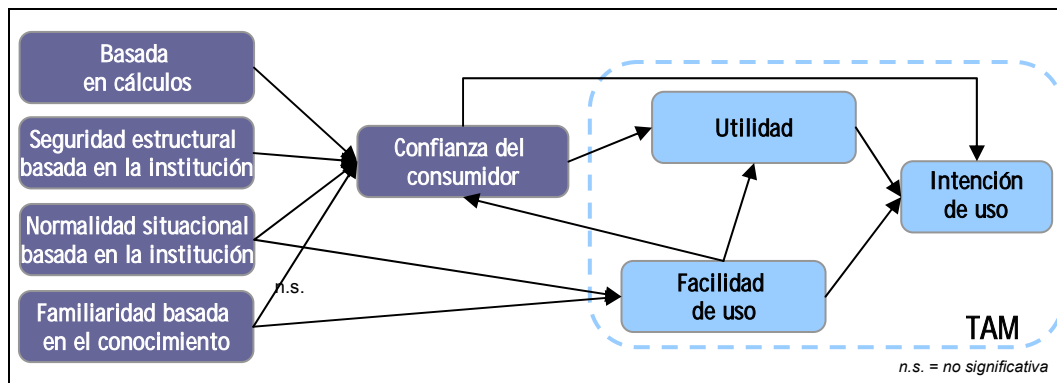 Basada
en cálculos
Seguridad estructural
basada en la institución
Normalidad situacional
basada en la institución
Familiaridad basada
en el conocimiento
n.s.
Confianza del
consumidor
Utilidad
Facilidad
de uso
Intención
de uso
TAM
n.s. = no significativa